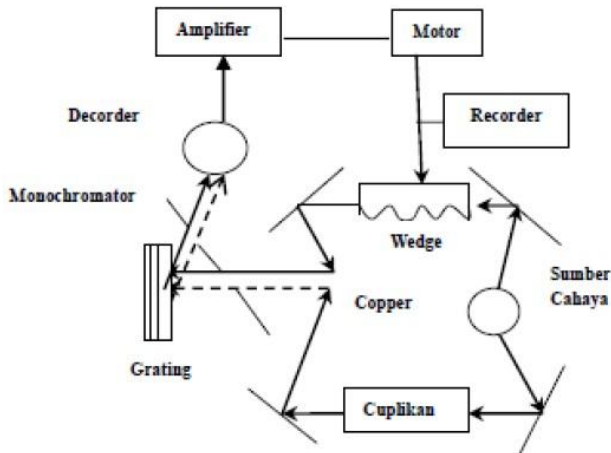 Amplifier
Motor
Decorder
Recorder
Monochromator
Wedge
Sumber
Cahaya
Copper
Grating
Cuplikan